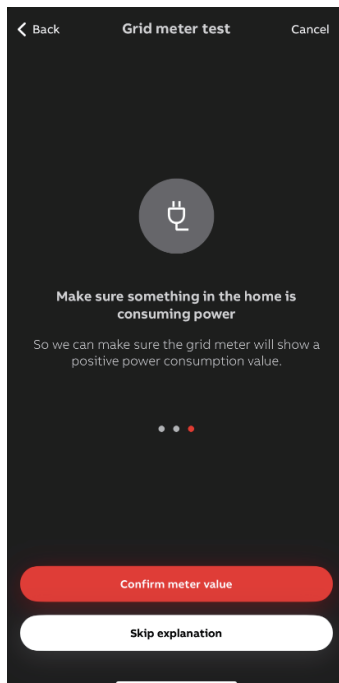 Back
Grid meter test
Cancel
Make sure something in the home is
consuming power
So we can make sure the grid meter will show a
positive power consumption value.
Confirm meter value
Skip explanation